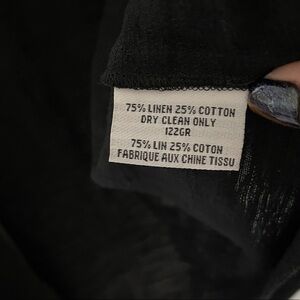 75% LINEN 25% COTTON
DRY CLEAN ONLY
122GR
75% LIN 25% COTON
FABRIQUE AUX CHINE TISSU